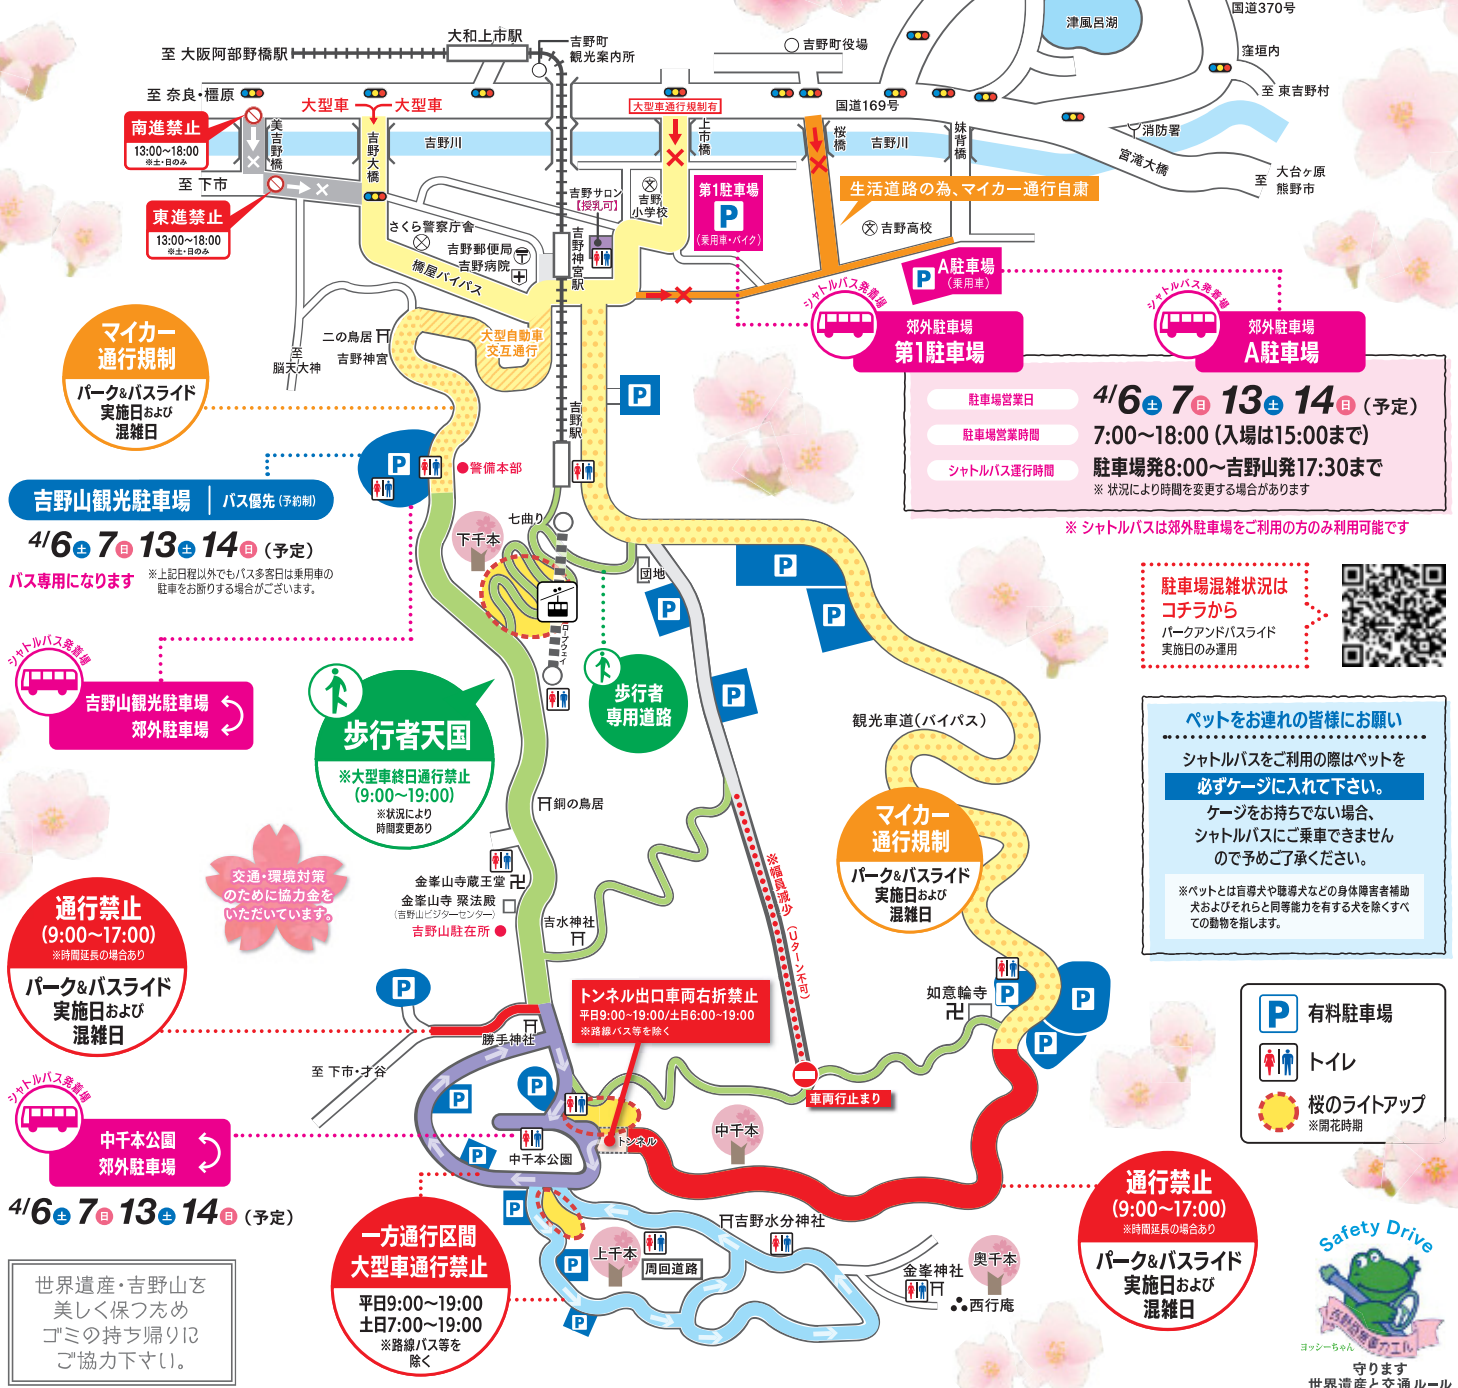 国道370号
津風呂湖
大和上市駅
吉野町
観光案内所
吉野町役場
窪垣内
至 大阪阿部野橋駅
至 奈良・橿原
大型車
大型車
大型車通行規制有
国道169号
至 東吉野村
南進禁止
13:00〜18:00
※土・日のみ
美吉野橋
吉野大橋
吉野川
上市橋
桜橋
吉野川
妹背橋
消防署
宮滝大橋
至
大台ヶ原
熊野市
至 下市
東進禁止
13:00〜18:00
※土・日のみ
吉野サロン
【授乳可】
吉野
小学校
第1駐車場
P
(乗用車・バイク)
生活道路の為、マイカー通行自粛
さくら警察庁舎
吉野郵便局
吉野病院
吉野神宮駅
吉野高校
橋屋バイパス
P
A駐車場
(乗用車)
マイカー
通行規制
パーク&バスライド
実施日および
混雑日
二の鳥居
吉野神宮
至
脳天大神
大型自動車
交互通行
シャトルバス発着場
郊外駐車場
第1駐車場
シャトルバス発着場
郊外駐車場
A駐車場
駐車場営業日
4/6土 7日 13土 14日(予定)
駐車場営業時間
7:00〜18:00(入場は15:00まで)
シャトルバス運行時間
駐車場発8:00〜吉野山発17:30まで
※ 状況により時間を変更する場合があります
※ シャトルバスは郊外駐車場をご利用の方のみ利用可能です
P
吉野駅
P
警備本部
吉野山観光駐車場
バス優先(予約制)
4/6土 7日 13土 14日(予定)
バス専用になります
※上記日程以外でもバス多客日は乗用車の
駐車をお断りする場合がございます。
七曲り
下千本
団地
P
P
P
P
ロープウェイ
駐車場混雑状況は
コチラから
パークアンドバスライド
実施日のみ運用
シャトルバス発着場
吉野山観光駐車場
郊外駐車場
歩行者
専用道路
歩行者天国
※大型車終日通行禁止
(9:00〜19:00)
※状況により
時間変更あり
観光車道(バイパス)
ペットをお連れの皆様にお願い
シャトルバスをご利用の際はペットを
必ずケージに入れて下さい。
ケージをお持ちでない場合、
シャトルバスにご乗車できません
ので予めご了承ください。
※ペットとは盲導犬や聴導犬などの身体障害者補助
犬およびそれらと同等能力を有する犬を除くすべ
ての動物を指します。
銅の鳥居
マイカー
通行規制
パーク&バスライド
実施日および
混雑日
交通・環境対策
のために協力金を
いただいています。
金峯山寺蔵王堂
金峯山寺 聚法殿
(吉野山ビジターセンター)
吉野山駐在所
吉水神社
※幅員減少(Uターン不可)
通行禁止
(9:00〜17:00)
※時間延長の場合あり
パーク&バスライド
実施日および
混雑日
P
トンネル出口車両右折禁止
平日9:00〜19:00/土日6:00〜19:00
※路線バス等を除く
如意輪寺
P
P
P
勝手神社
至 下市・才谷
P
P
車両行止まり
P
有料駐車場
トイレ
桜のライトアップ
※開花時期
シャトルバス発着場
中千本公園
郊外駐車場
4/6土 7日 13土 14日(予定)
P
中千本公園
トンネル
中千本
通行禁止
(9:00〜17:00)
※時間延長の場合あり
パーク&バスライド
実施日および
混雑日
P
一方通行区間
大型車通行禁止
平日9:00〜19:00
土日7:00〜19:00
※路線バス等を
除く
P
P
上千本
周回道路
吉野水分神社
金峯神社
奥千本
西行庵
世界遺産・吉野山を
美しく保つため
ゴミの持ち帰りに
ご協力下さい。
Safety Drive
ヨッシーちゃん
守ります
世界遺産と交通ルール